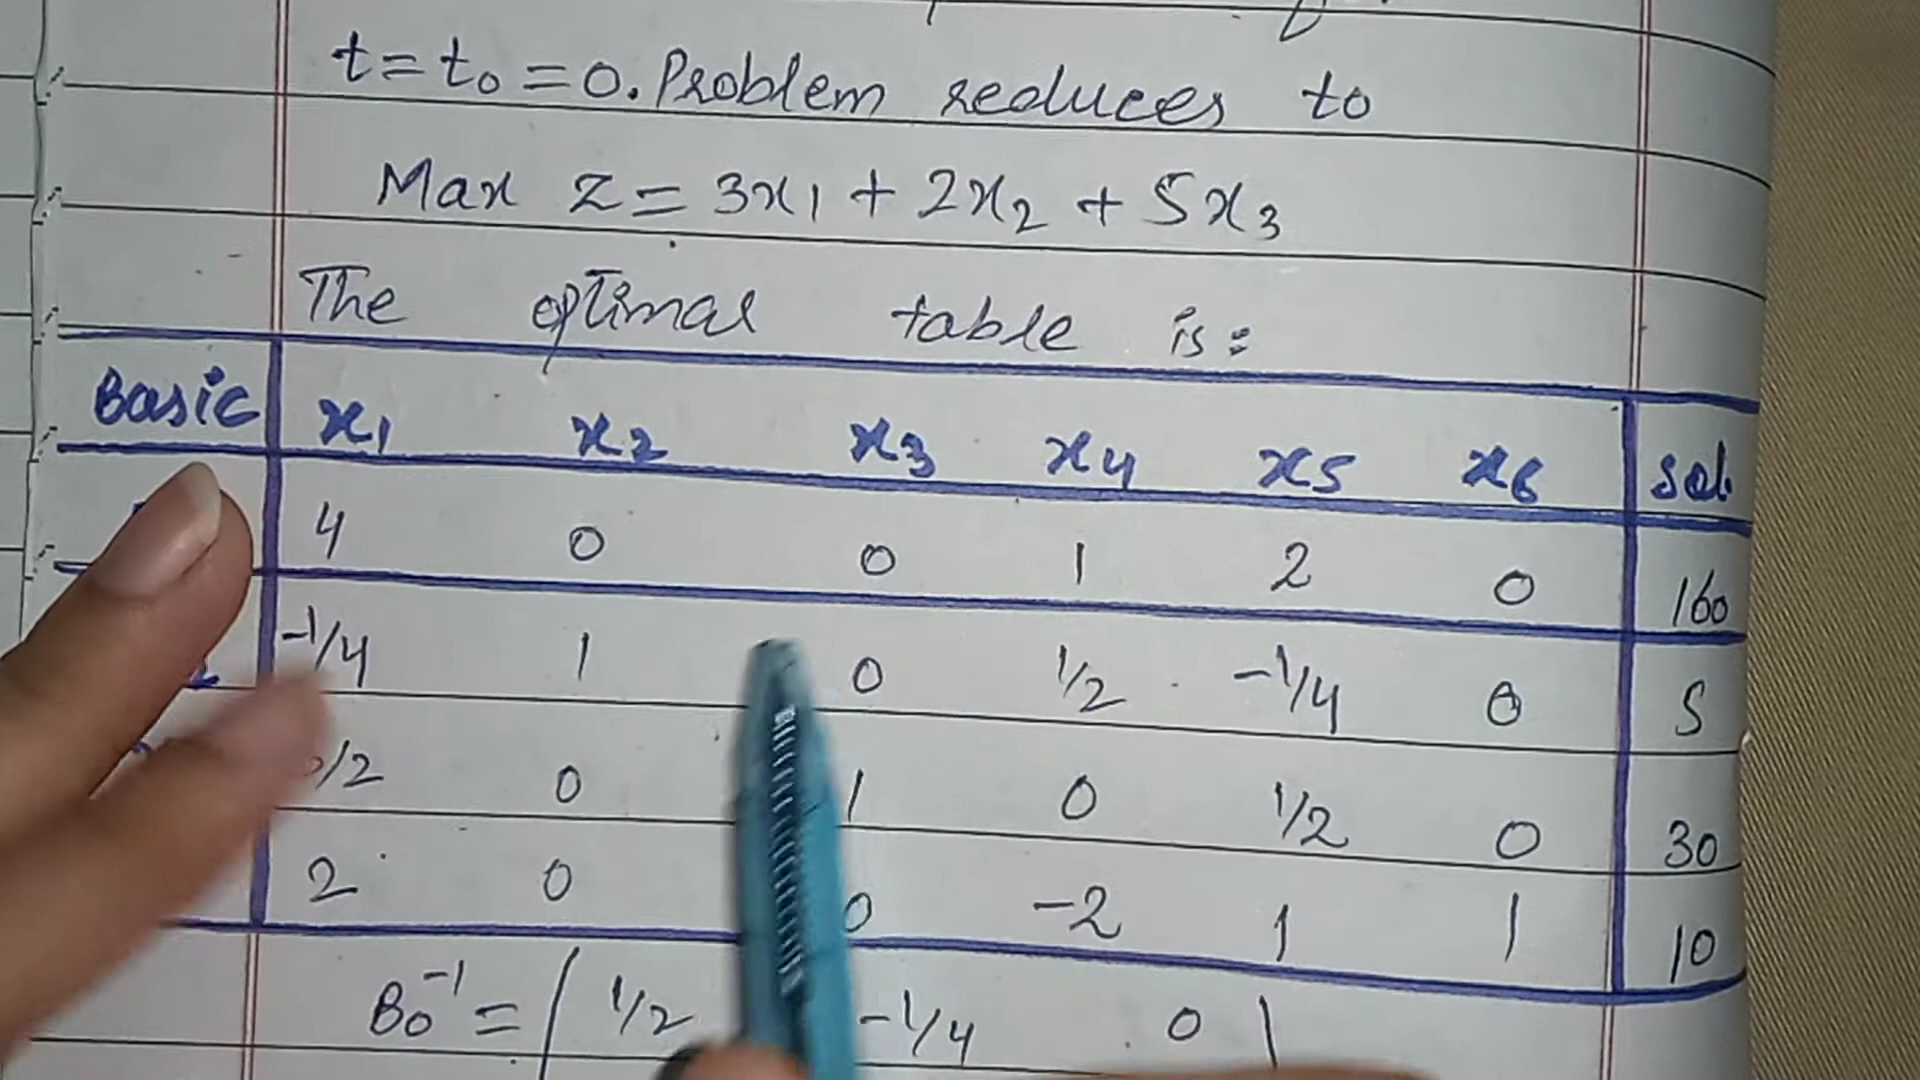 t = t0 = 0. Problem reduces to
Max Z = 3x1 + 2x2 + 5x3
The optimal table is:
Basic x1 x2 x3 x4 x5 x6 sol.
4 0 0 1 2 0 160
-1/4 1 0 1/2 -1/4 0 5
/2 0 1 0 1/2 0 30
2 0 0 -2 1 1 10
B0^-1 = ( 1/2 -1/4 0 )